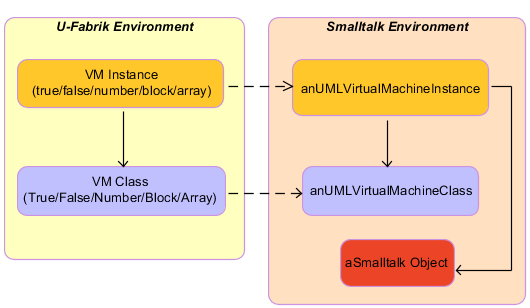 U-Fabrik Environment
VM Instance
(true/false/number/block/array)
VM Class
(True/False/Number/Block/Array)
Smalltalk Environment
anUMLVirtualMachineInstance
anUMLVirtualMachineClass
aSmalltalk Object